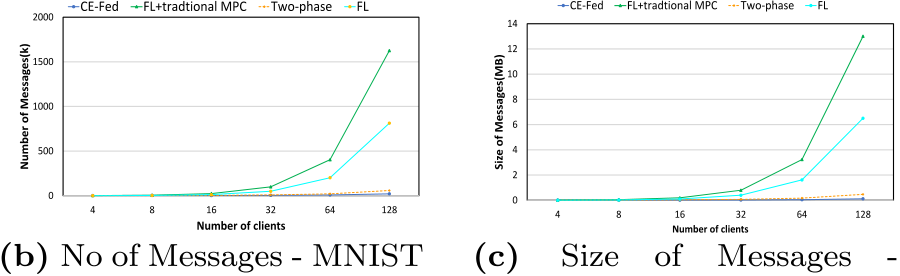 CE-Fed FL+tradtional MPC Two-phase FL
2000
1500
1000
500
0
Number of Messages(k)
4 8 16 32 64 128
Number of clients
(b) No of Messages - MNIST
CE-Fed FL+tradtional MPC Two-phase FL
14
12
10
8
6
4
2
0
Size of Messages(MB)
4 8 16 32 64 128
Number of clients
(c) Size of Messages -